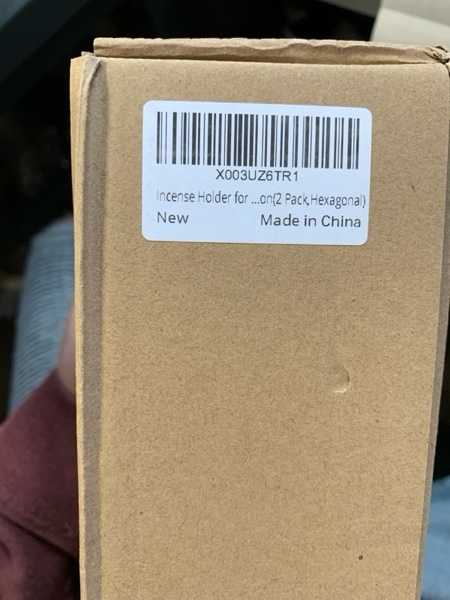 X003UZ6TR1
Incense Holder for ...on(2 Pack,Hexagonal)
New Made in China